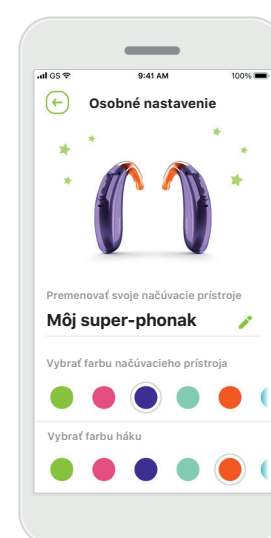 GS 9:41 AM 100%
Osobné nastavenie
Premenovať svoje načúvacie prístroje
Môj super-phonak
Vybrať farbu načúvacieho prístroja
Vybrať farbu háku